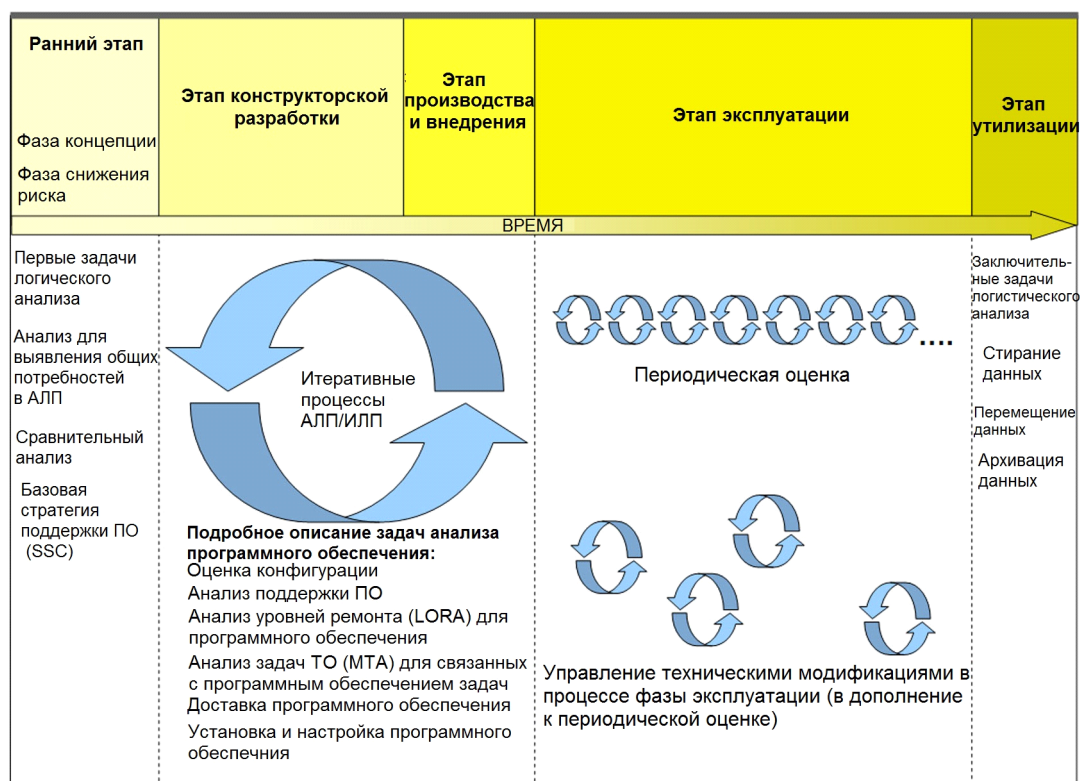 Ранний этап
Фаза концепции
Фаза снижения
риска
Этап конструкторской
разработки
Этап
производства
и внедрения
Этап эксплуатации
Этап
утилизации
ВРЕМЯ
Первые задачи
логического
анализа
Анализ для
выявления общих
потребностей
в АЛП
Сравнительный
анализ
Базовая
стратегия
поддержки ПО
(SSC)
Итеративные
процессы
АЛП/ИЛП
Подробное описание задач анализа
программного обеспечения:
Оценка конфигурации
Анализ поддержки ПО
Анализ уровней ремонта (LORA) для
программного обеспечения
Анализ задач ТО (МТА) для связанных
с программным обеспечением задач
Доставка программного обеспечения
Установка и настройка программного
обеспечния
....
Периодическая оценка
Управление техническими модификациями в
процессе фазы эксплуатации (в дополнение
к периодической оценке)
Заключитель-
ные задачи
логистического
анализа
Стирание
данных
Перемещение
данных
Архивация
данных